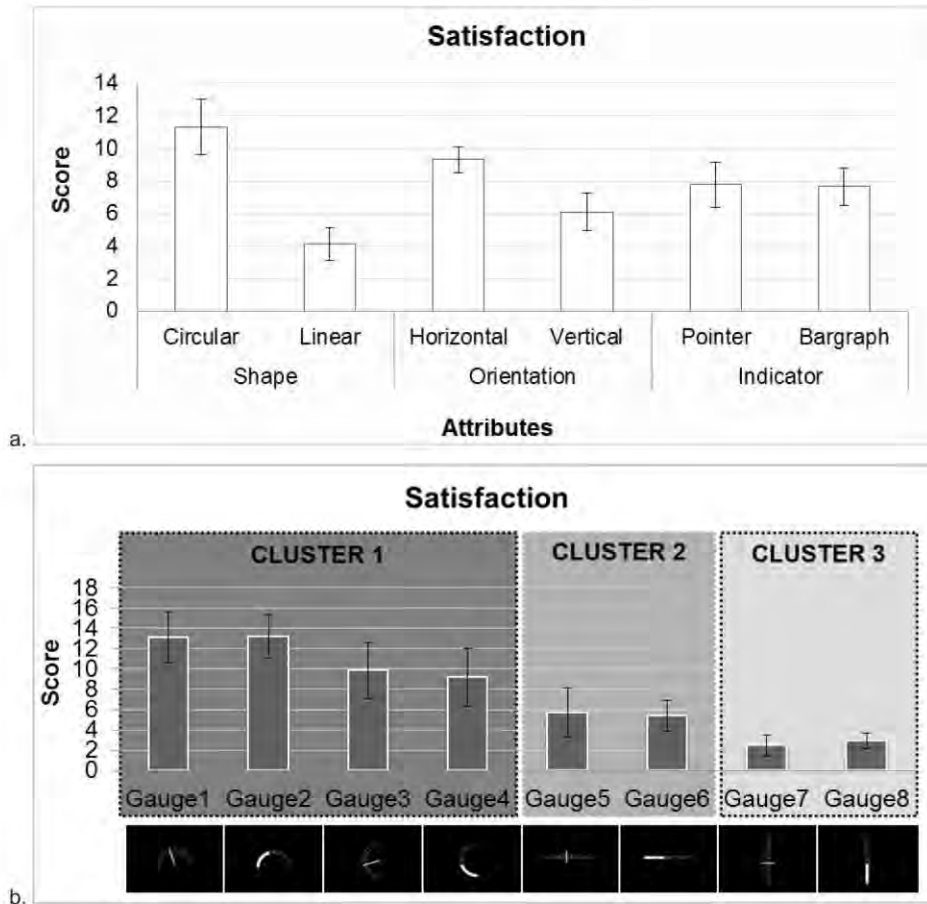 Satisfaction
14
12
10
8
6
4
2
0
Score
Circular Linear Horizontal Vertical Pointer Bargraph
Shape Orientation Indicator
Attributes
a.
Satisfaction
CLUSTER 1 CLUSTER 2 CLUSTER 3
18
16
14
12
10
8
6
4
2
0
Score
Gauge1 Gauge2 Gauge3 Gauge4 Gauge5 Gauge6 Gauge7 Gauge8
b.